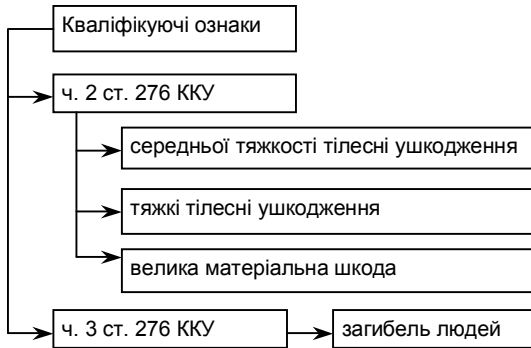 Кваліфікуючі ознаки
ч. 2 ст. 276 ККУ
середньої тяжкості тілесні ушкодження
тяжкі тілесні ушкодження
велика матеріальна шкода
ч. 3 ст. 276 ККУ
загибель людей